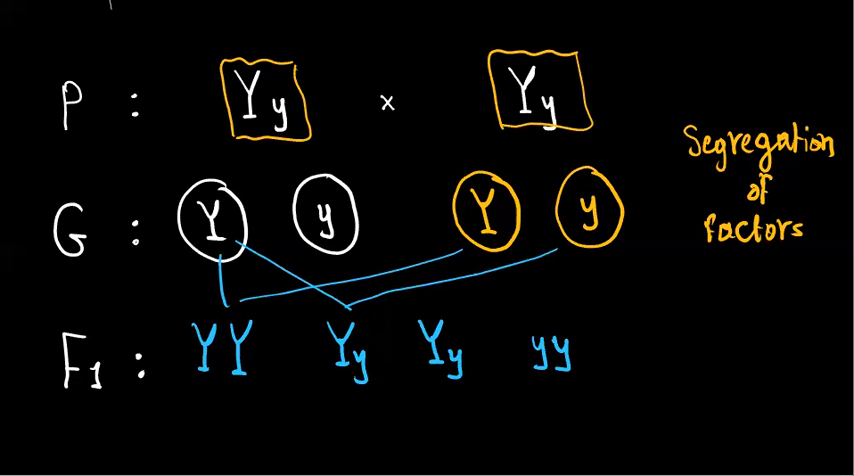 P : Yy x Yy
G : Y y Y y
F1 : YY Yy Yy yy
Segregation
of
factors